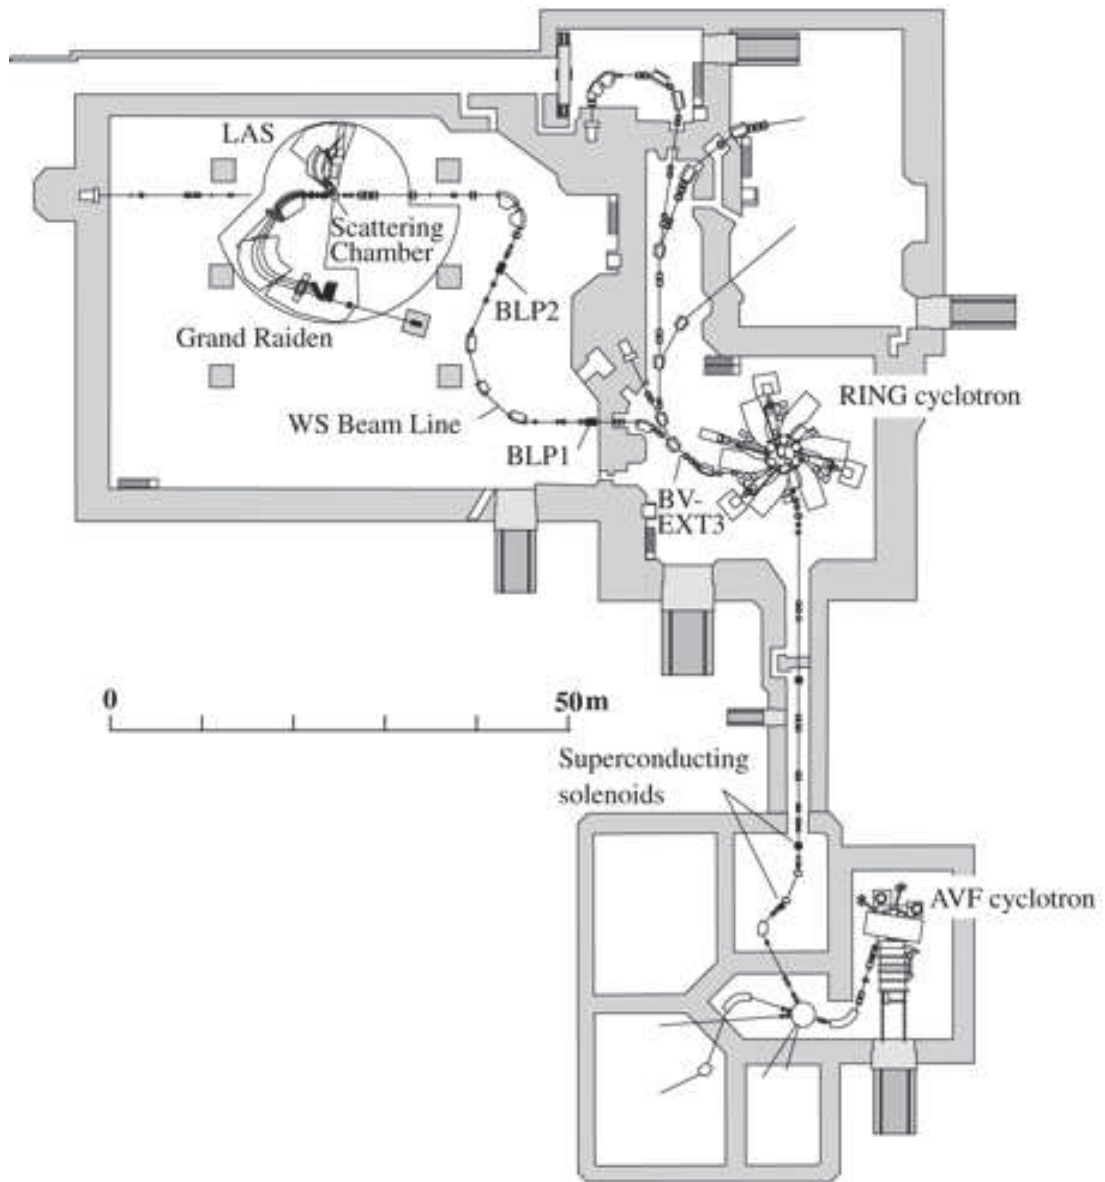 LAS
Scattering
Chamber
BLP2
Grand Raiden
RING cyclotron
WS Beam Line
BLP1
BV-
EXT3
0
50m
Superconducting
solenoids
AVF cyclotron